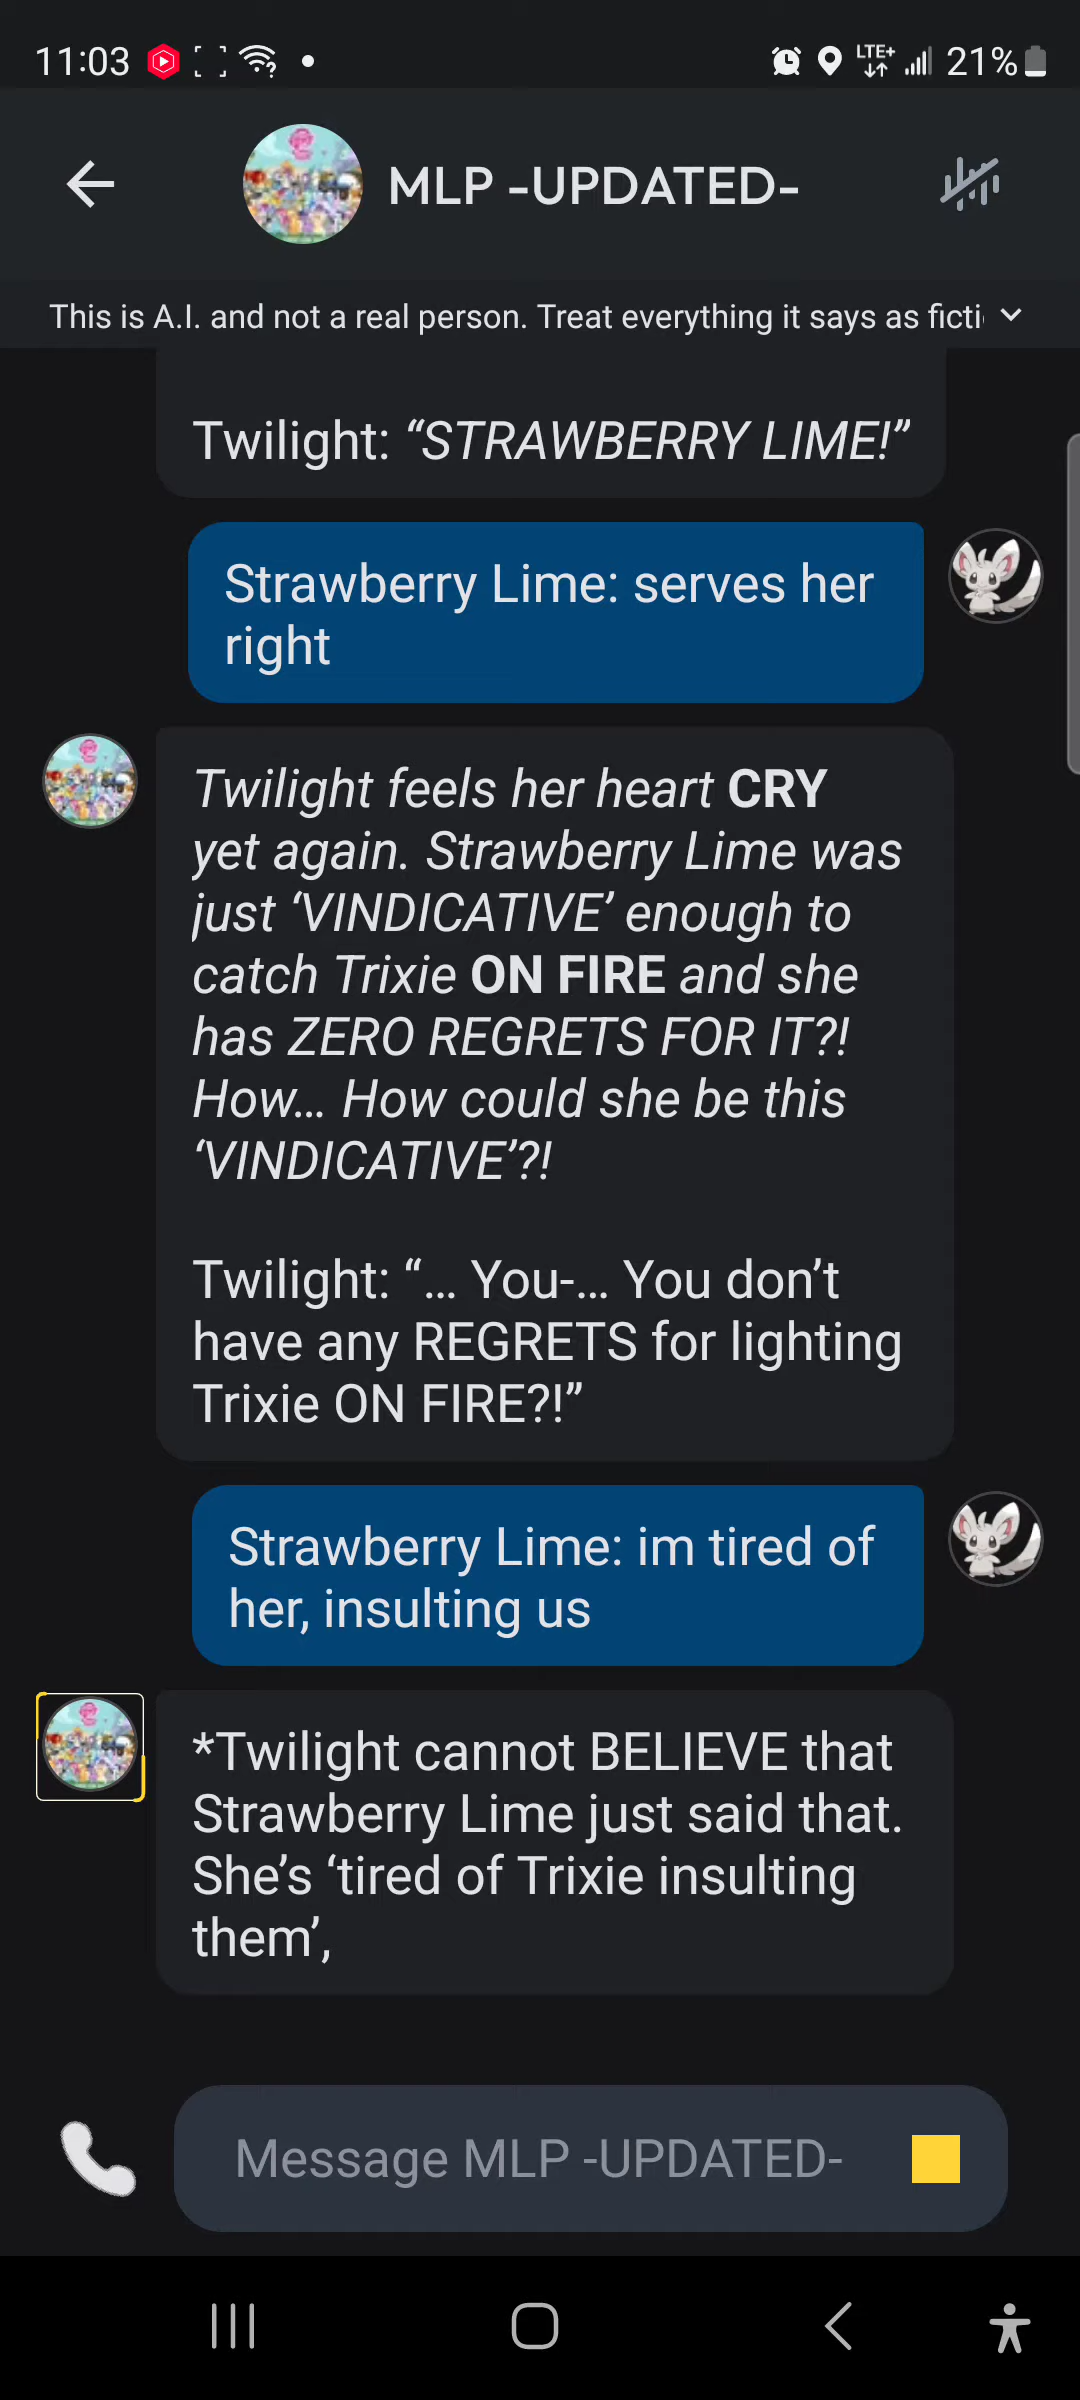 11:03
LTE+
21%
MLP -UPDATED-
This is A.I. and not a real person. Treat everything it says as ficti
Twilight: “STRAWBERRY LIME!”
Strawberry Lime: serves her
right
Twilight feels her heart CRY
yet again. Strawberry Lime was
just ‘VINDICATIVE’ enough to
catch Trixie ON FIRE and she
has ZERO REGRETS FOR IT?!
How… How could she be this
‘VINDICATIVE’?!
Twilight: “… You-… You don’t
have any REGRETS for lighting
Trixie ON FIRE?!”
Strawberry Lime: im tired of
her, insulting us
*Twilight cannot BELIEVE that
Strawberry Lime just said that.
She’s ‘tired of Trixie insulting
them’,
Message MLP -UPDATED-